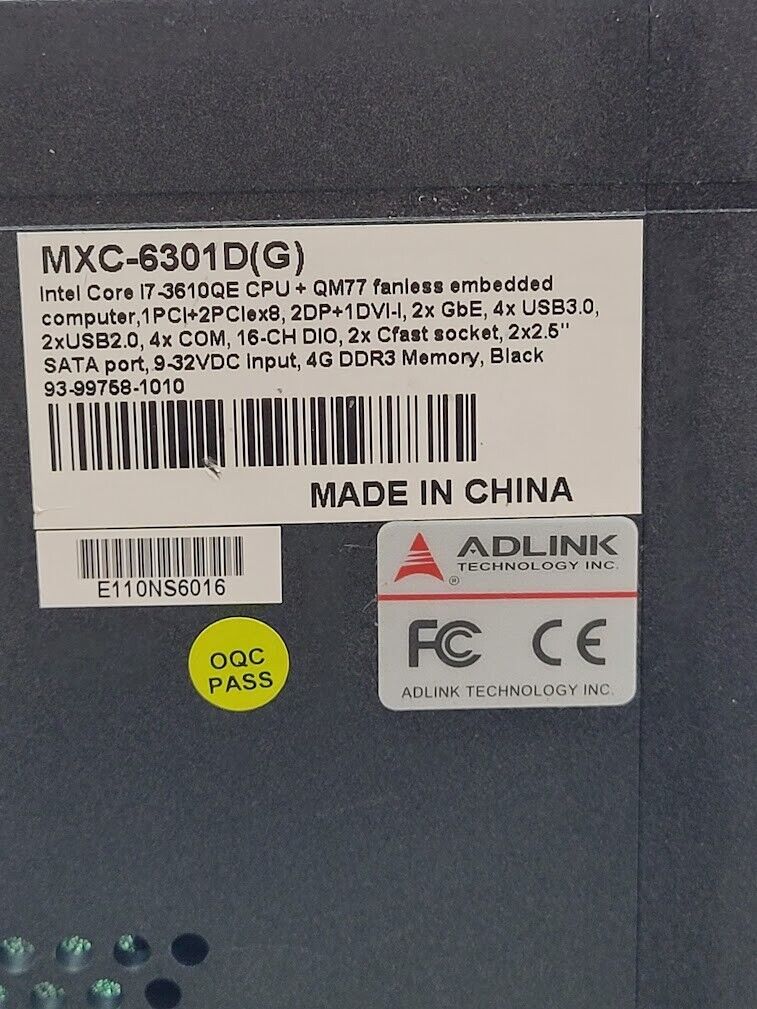 MXC-6301D(G)
Intel Core I7-3610QE CPU + QM77 fanless embedded
computer,1PCI+2PCIex8, 2DP+1DVI-I, 2x GbE, 4x USB3.0,
2xUSB2.0, 4x COM, 16-CH DIO, 2x Cfast socket, 2x2.5"
SATA port, 9-32VDC input, 4G DDR3 Memory, Black
93-99758-1010
MADE IN CHINA
E110NS6016
OQC
PASS
ADLINK
TECHNOLOGY INC.
®
FC CE
ADLINK TECHNOLOGY INC.